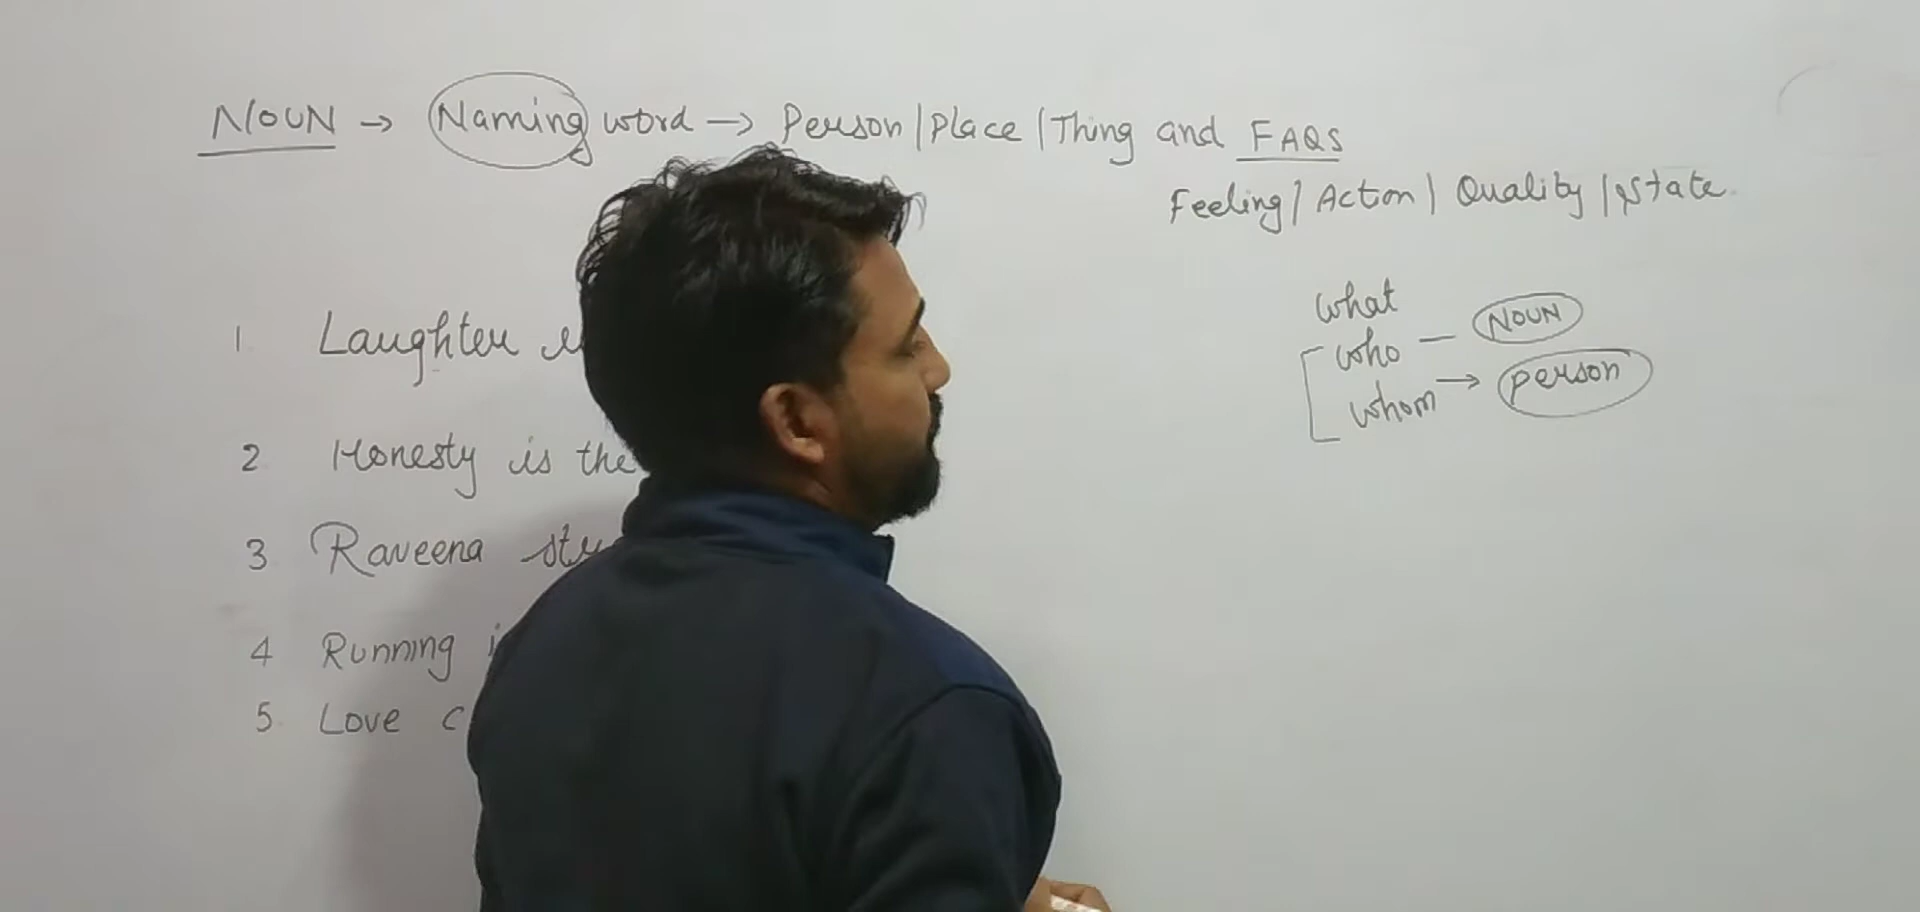 NOUN → Naming word → Person/Place/Thing and FAQS
Feeling/Action/Quality/State
what
who — NOUN
whom → person
1 Laughter
2 Honesty is the
3 Raveena
4 Running
5. Love